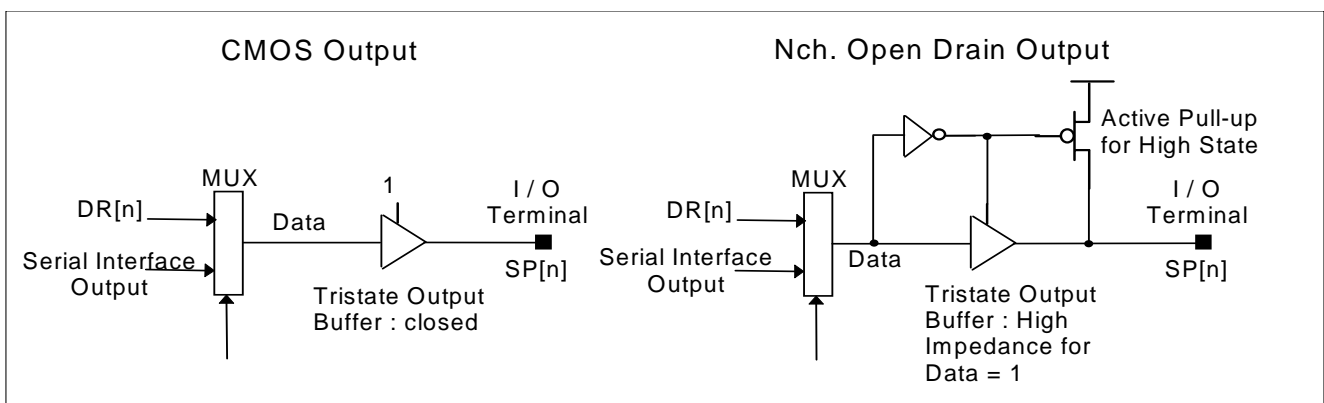 CMOS Output
1
MUX
I / O
Terminal
DR[n]
Data
Serial Interface
Output
SP[n]
Tristate Output
Buffer : closed
Nch. Open Drain Output
Active Pull-up
for High State
MUX
I / O
Terminal
DR[n]
Serial Interface
Output
Data
SP[n]
Tristate Output
Buffer : High
Impedance for
Data = 1